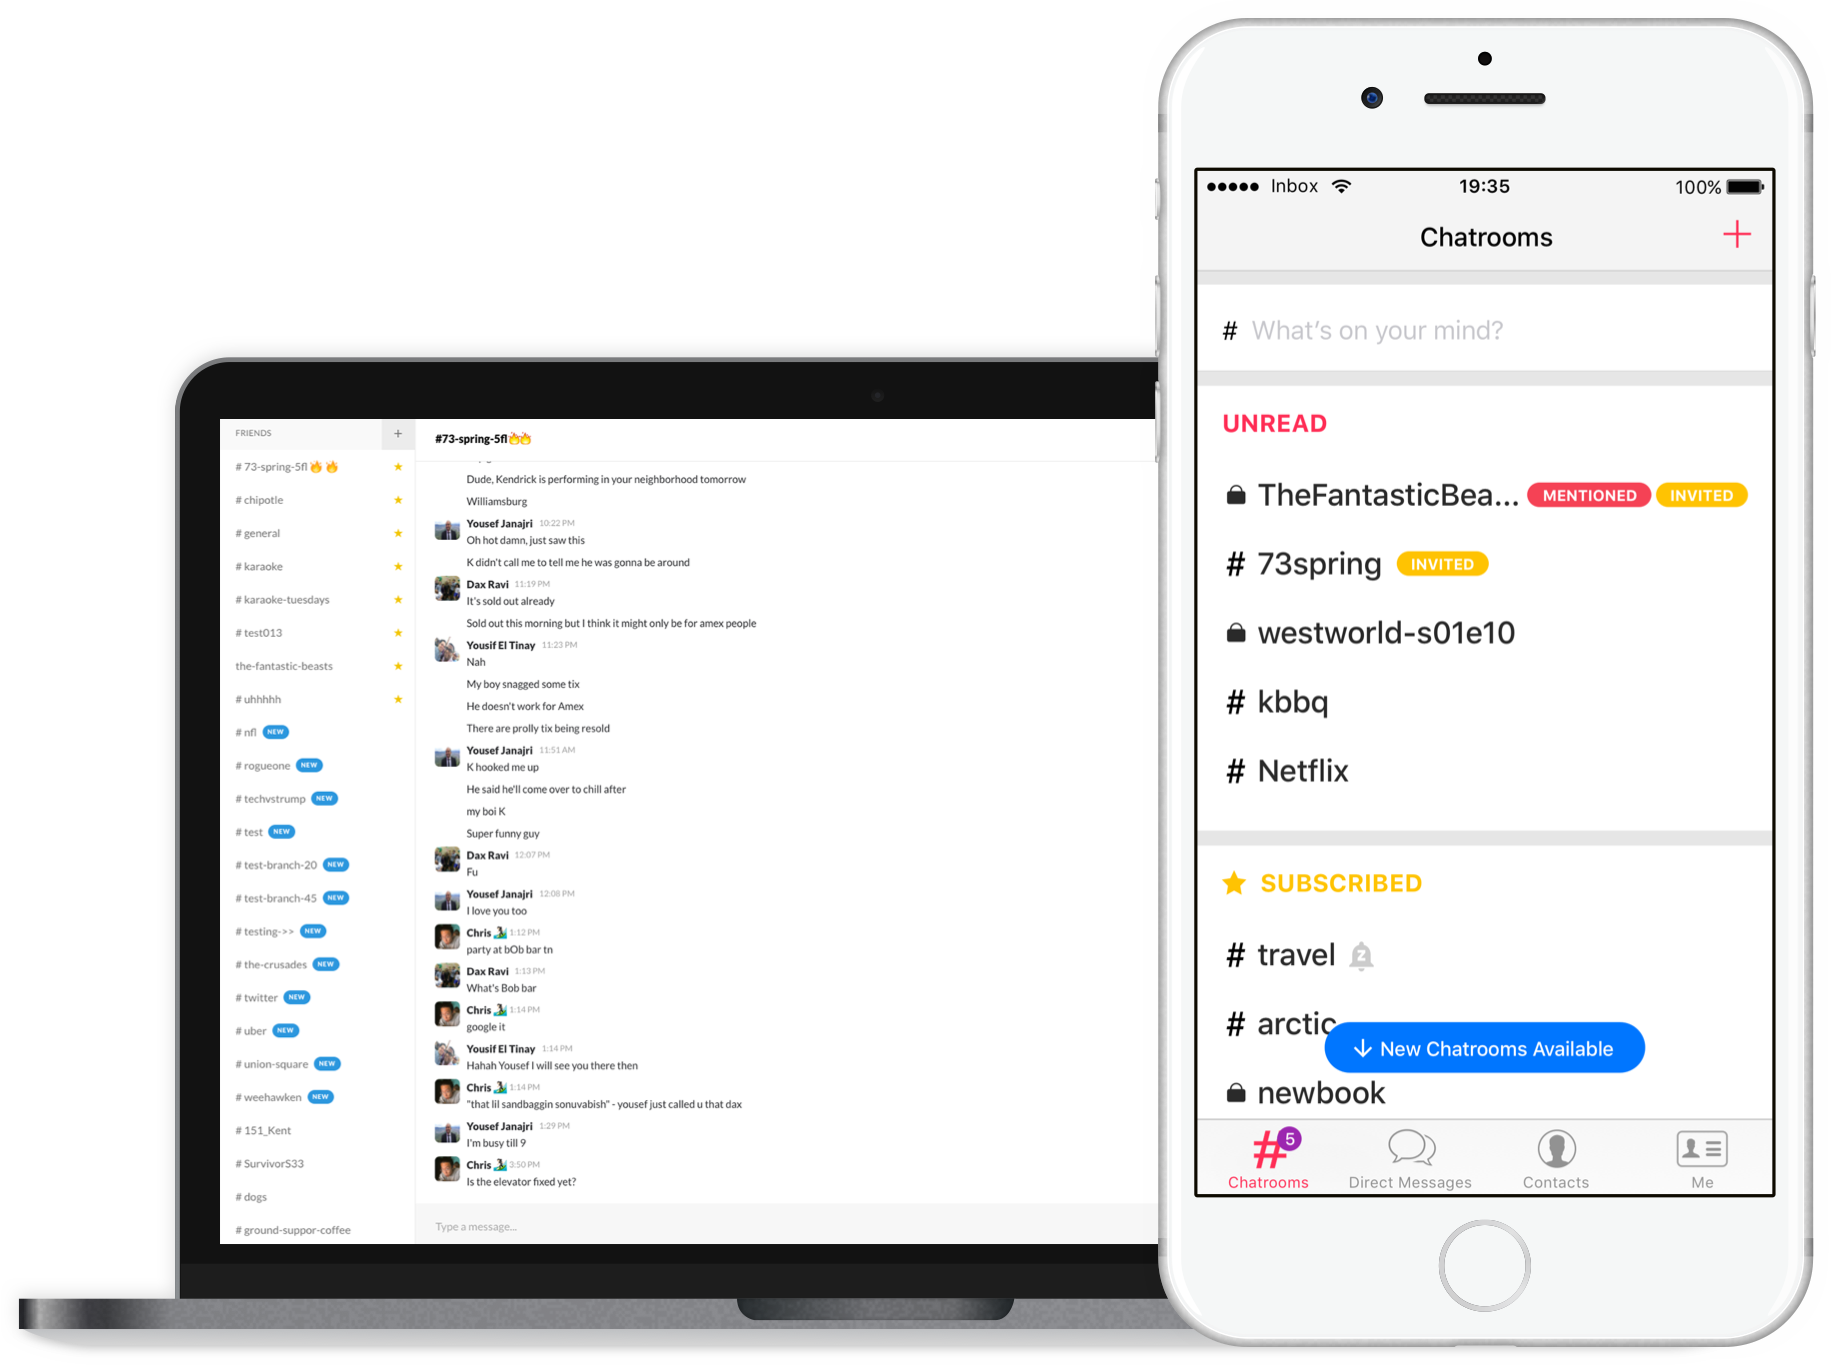 FRIENDS +
# 73-spring-5fl🔥🔥
# chipotle
# general
# karaoke
# karaoke-tuesdays
# test013
the-fantastic-beasts
# uhhhhh
# nfl NEW
# rogueone NEW
# techvstrump NEW
# test NEW
# test-branch-20 NEW
# test-branch-45 NEW
# testing->> NEW
# the-crusades NEW
# twitter NEW
# uber NEW
# union-square NEW
# weehawken NEW
# 151_Kent
# SurvivorS33
# dogs
# ground-suppor-coffee
#73-spring-5fl🔥🔥
Dude, Kendrick is performing in your neighborhood tomorrow
Williamsburg
Yousef Janajri 10:22 PM
Oh hot damn, just saw this
K didn't call me to tell me he was gonna be around
Dax Ravi 11:19 PM
It's sold out already
Sold out this morning but I think it might only be for amex people
Yousif El Tinay 11:23 PM
Nah
My boy snagged some tix
He doesn't work for Amex
There are prolly tix being resold
Yousef Janajri 11:51 AM
K hooked me up
He said he'll come over to chill after
my boi K
Super funny guy
Dax Ravi 12:07 PM
Fu
Yousef Janajri 12:08 PM
I love you too
Chris 1:12 PM
party at bOb bar tn
Dax Ravi 1:13 PM
What's Bob bar
Chris 1:14 PM
google it
Yousif El Tinay 1:14 PM
Hahah Yousef I will see you there then
Chris 1:14 PM
"that lil sandbaggin sonuvabish" - yousef just called u that dax
Yousef Janajri 1:29 PM
I'm busy till 9
Chris 3:50 PM
Is the elevator fixed yet?
Type a message...
Inbox 19:35 100%
Chatrooms
# What's on your mind?
UNREAD
TheFantasticBea... MENTIONED INVITED
# 73spring INVITED
westworld-s01e10
# kbbq
# Netflix
SUBSCRIBED
# travel z
# arctic
↓ New Chatrooms Available
newbook
# 5
Chatrooms Direct Messages Contacts Me